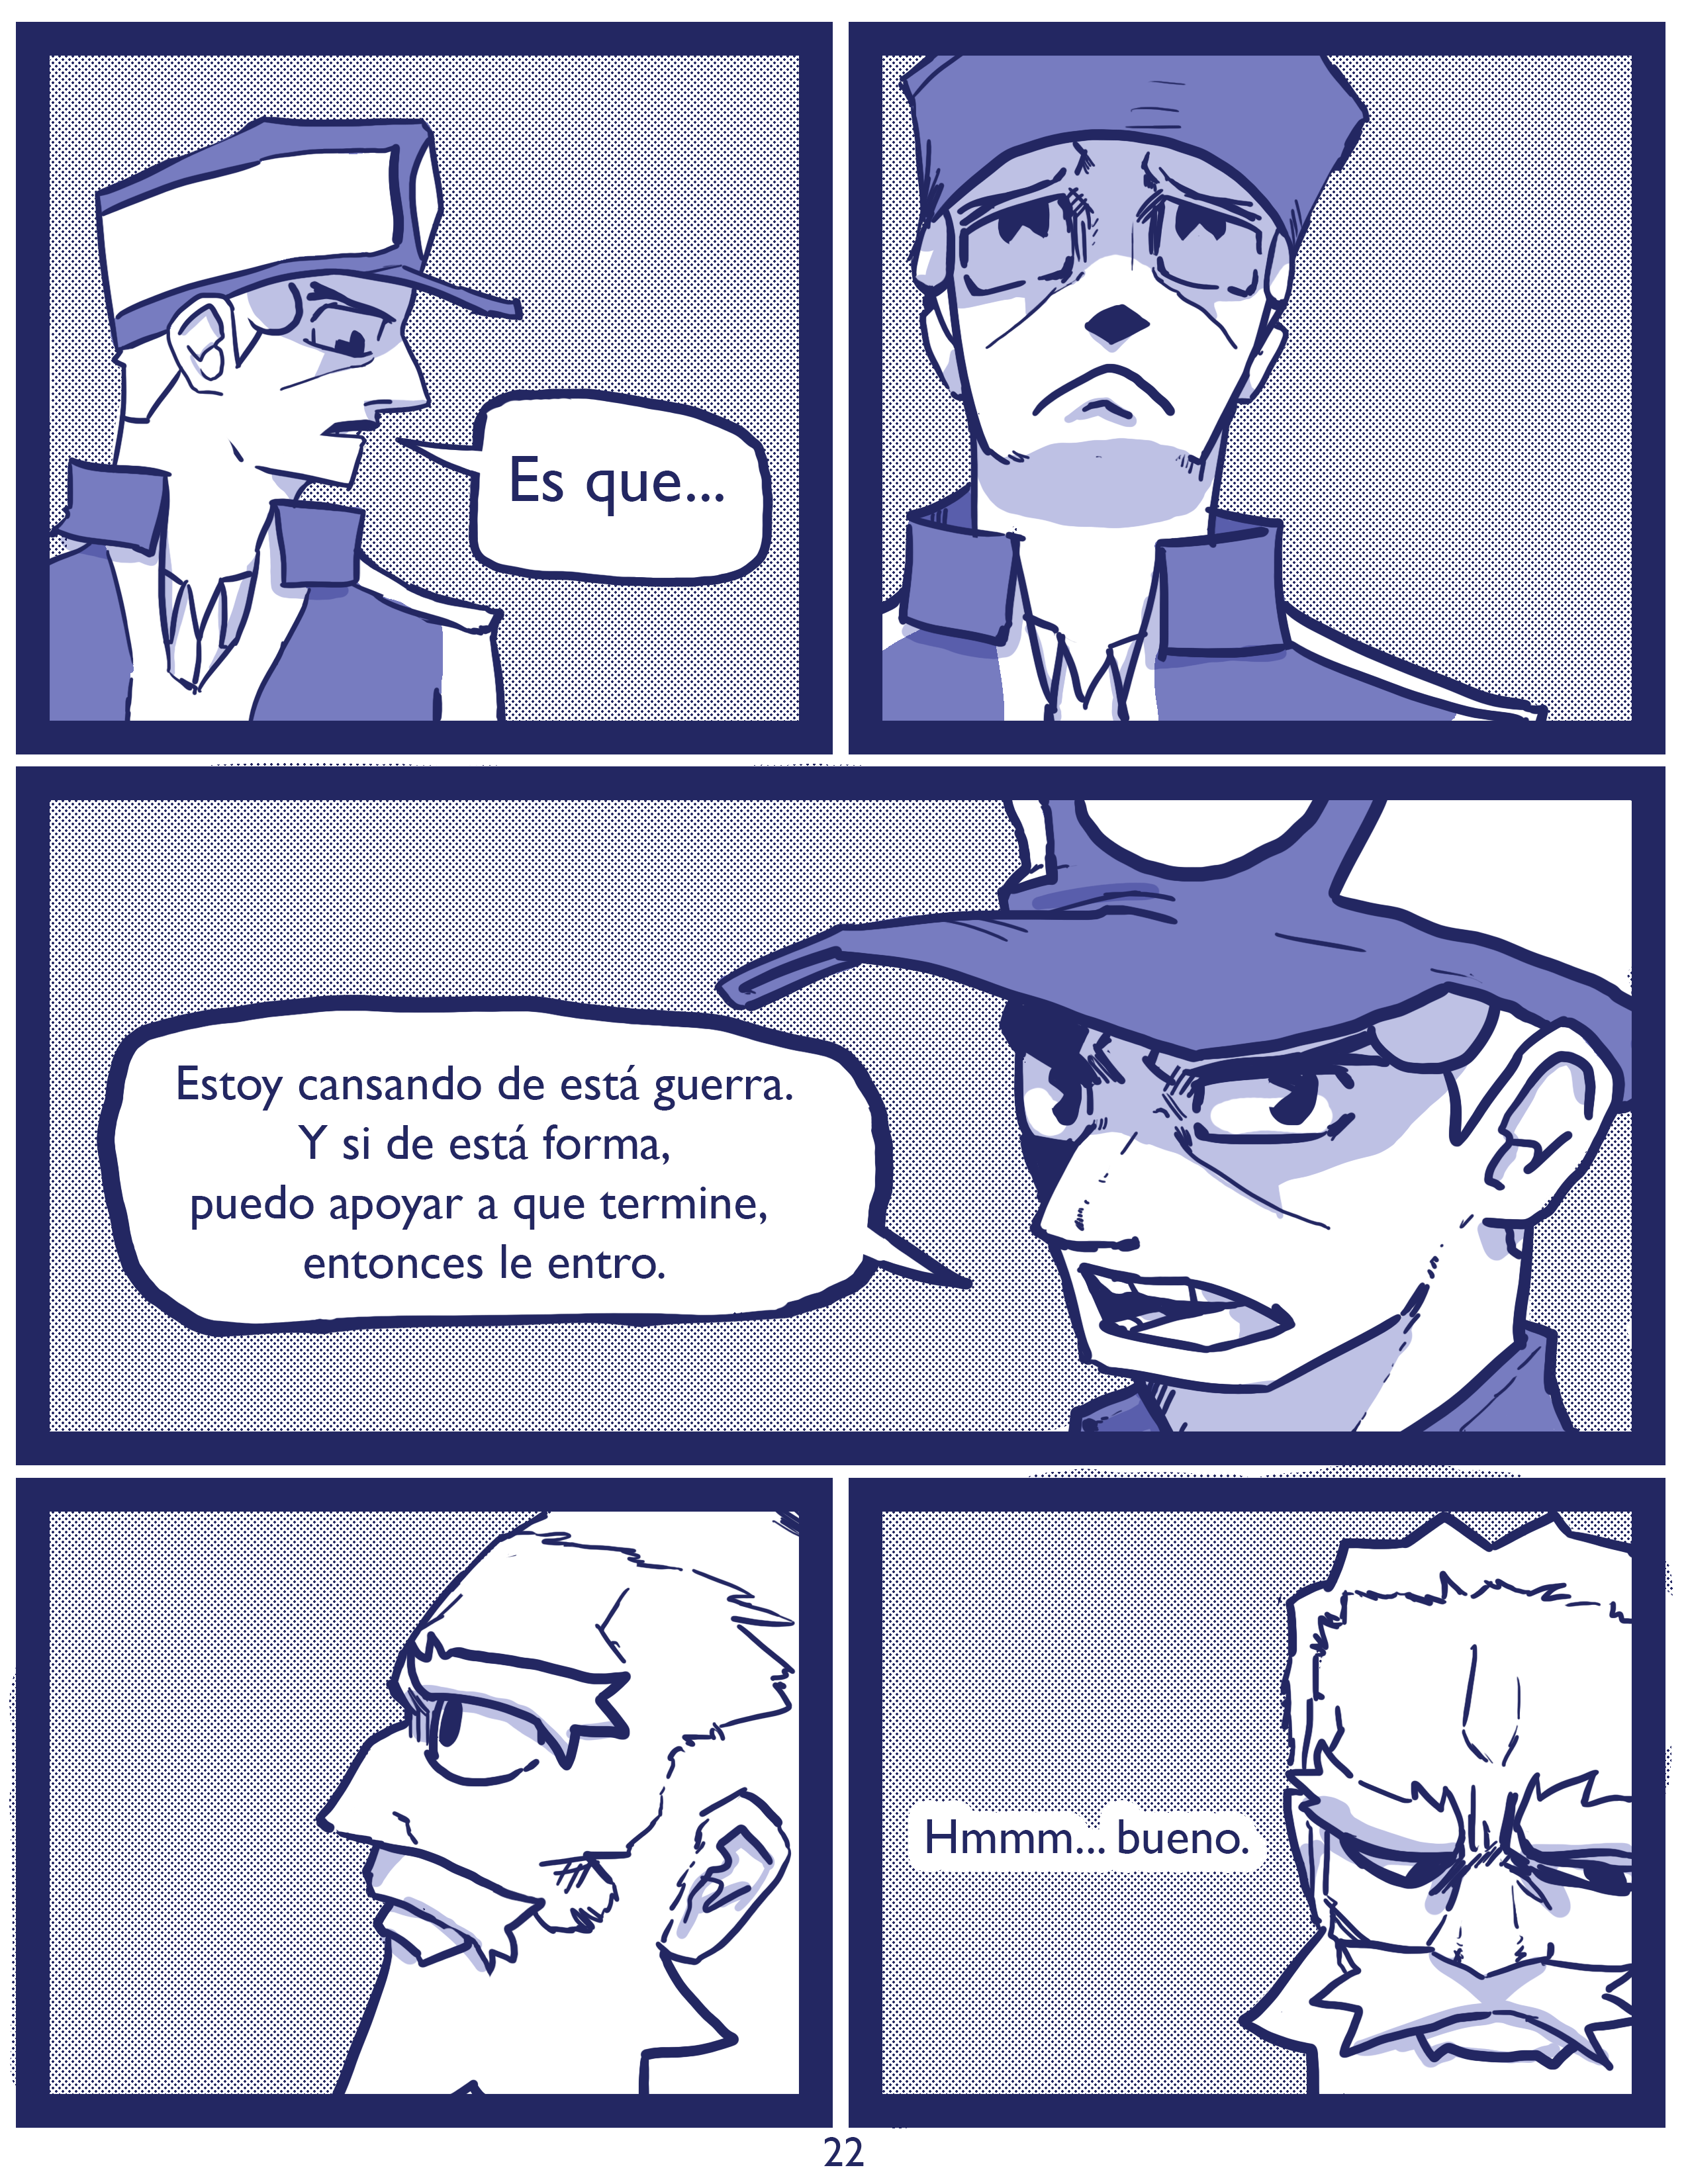 Es que...
Estoy cansando de está guerra.
Y si de está forma,
puedo apoyar a que termine,
entonces le entro.
Hmmm... bueno.
22